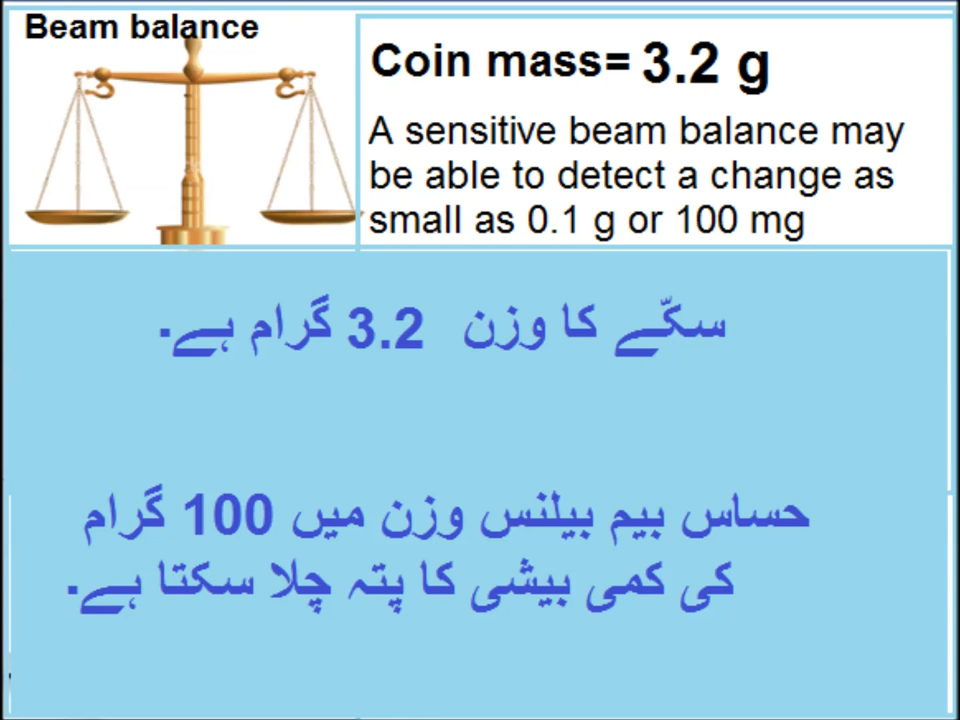 Beam balance
Coin mass= 3.2 g
A sensitive beam balance may
be able to detect a change as
small as 0.1 g or 100 mg
سکّے کا وزن 3.2 گرام ہے۔
حساس بیم بیلنس وزن میں 100 گرام
کی کمی بیشی کا پتہ چلا سکتا ہے۔